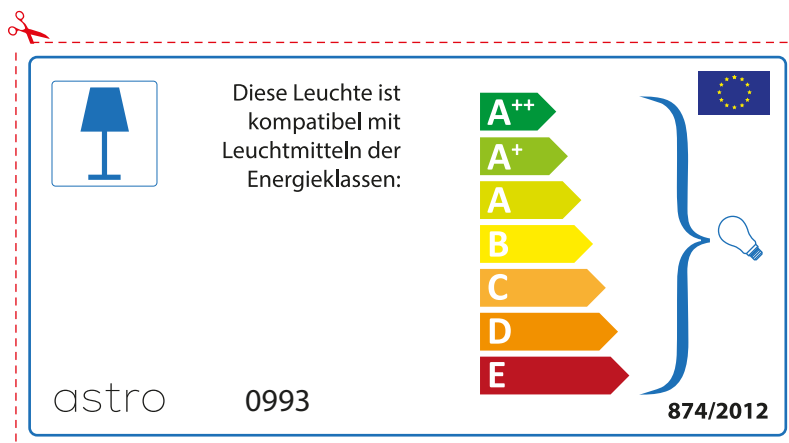 Diese Leuchte ist
kompatibel mit
Leuchtmitteln der
Energieklassen:
A++
A+
A
B
C
D
E
astro 0993
874/2012